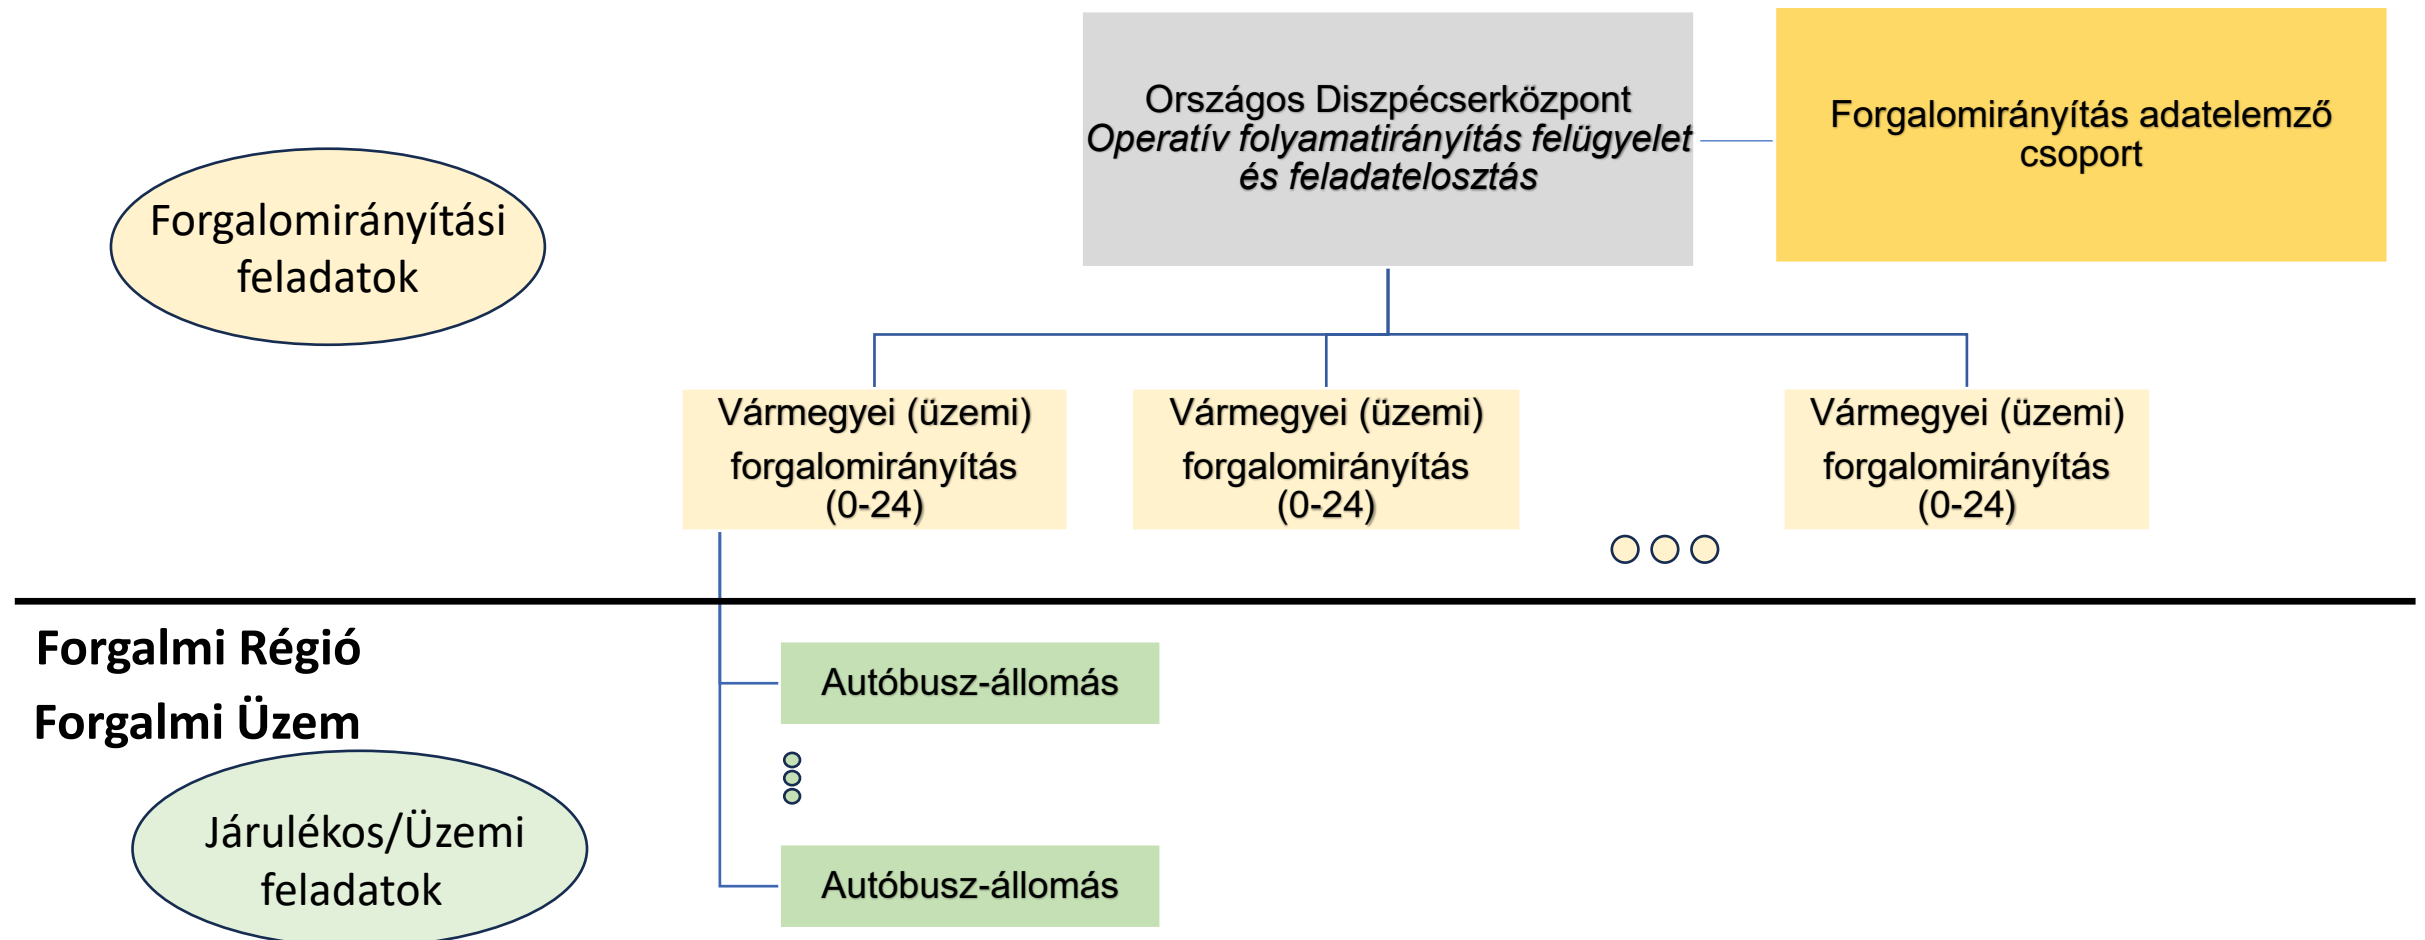 Országos Diszpécserközpont
Operatív folyamatirányítás felügyelet
és feladatelosztás
Forgalomirányítás adatelemző
csoport
Forgalomirányítási
feladatok
Vármegyei (üzemi)
forgalomirányítás
(0-24)
Vármegyei (üzemi)
forgalomirányítás
(0-24)
Vármegyei (üzemi)
forgalomirányítás
(0-24)
Forgalmi Régió
Forgalmi Üzem
Autóbusz-állomás
Járulékos/Üzemi
feladatok
Autóbusz-állomás